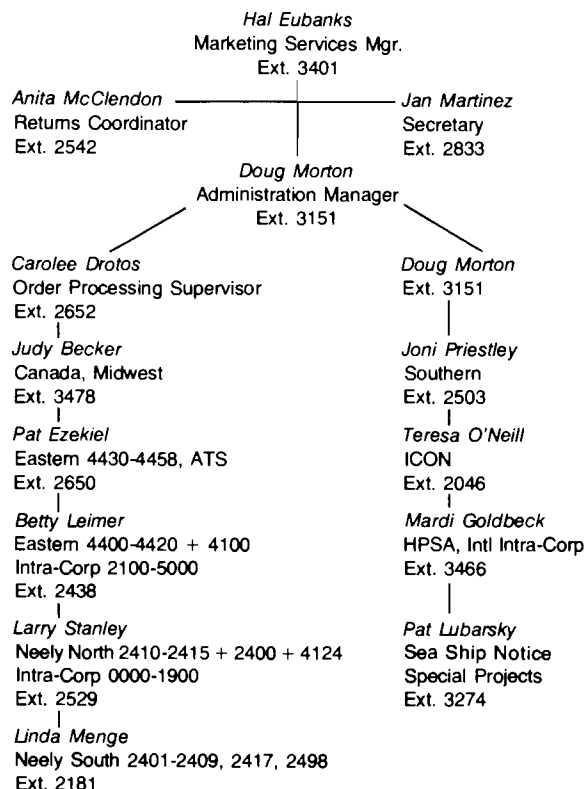 Hal Eubanks
Marketing Services Mgr.
Ext. 3401
Anita McClendon
Returns Coordinator
Ext. 2542
Jan Martinez
Secretary
Ext. 2833
Doug Morton
Administration Manager
Ext. 3151
Carolee Drotos
Order Processing Supervisor
Ext. 2652
Judy Becker
Canada, Midwest
Ext. 3478
Pat Ezekiel
Eastern 4430-4458, ATS
Ext. 2650
Betty Leimer
Eastern 4400-4420 + 4100
Intra-Corp 2100-5000
Ext. 2438
Larry Stanley
Neely North 2410-2415 + 2400 + 4124
Intra-Corp 0000-1900
Ext. 2529
Linda Menge
Neely South 2401-2409, 2417, 2498
Ext. 2181
Doug Morton
Ext. 3151
Joni Priestley
Southern
Ext. 2503
Teresa O'Neill
ICON
Ext. 2046
Mardi Goldbeck
HPSA, Intl Intra-Corp
Ext. 3466
Pat Lubarsky
Sea Ship Notice
Special Projects
Ext. 3274